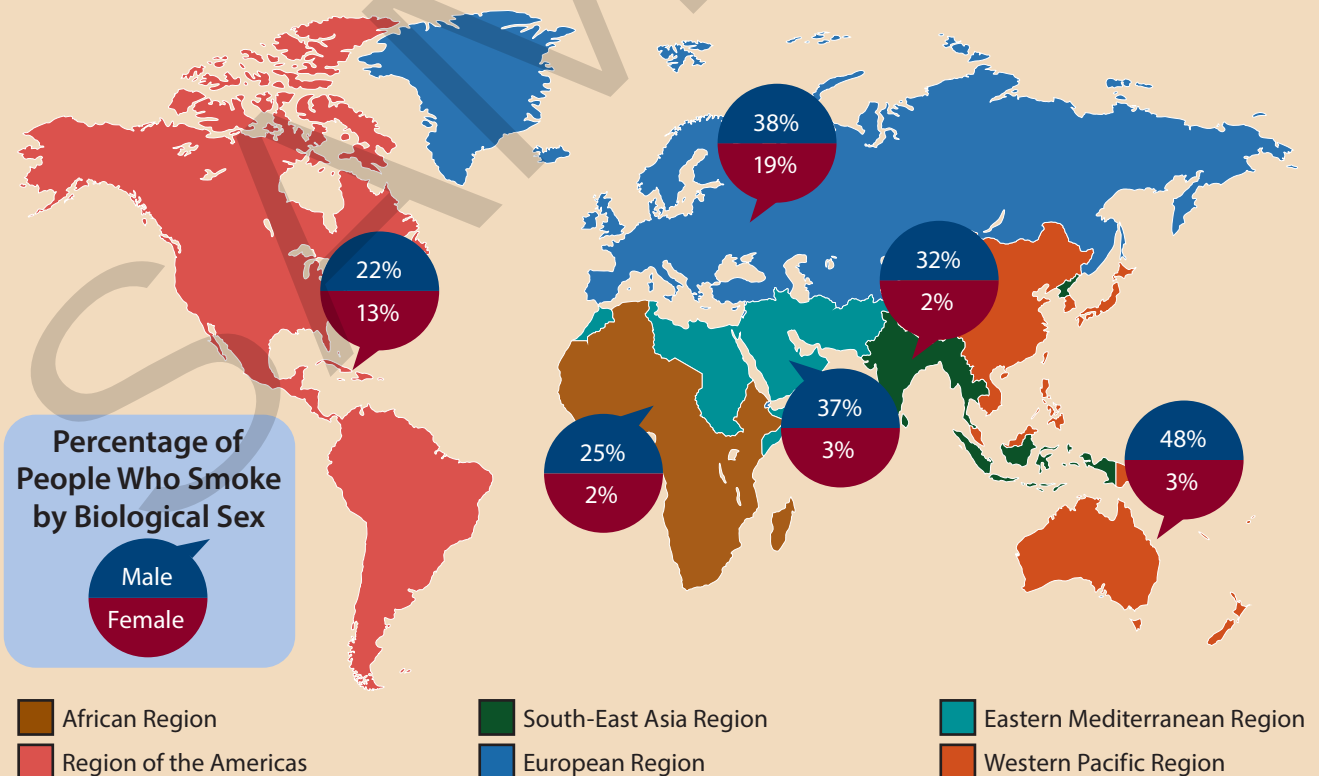 38%
19%
32%
2%
22%
13%
37%
3%
25%
2%
48%
3%
Percentage of
People Who Smoke
by Biological Sex
Male
Female
African Region
South-East Asia Region
Eastern Mediterranean Region
Region of the Americas
European Region
Western Pacific Region